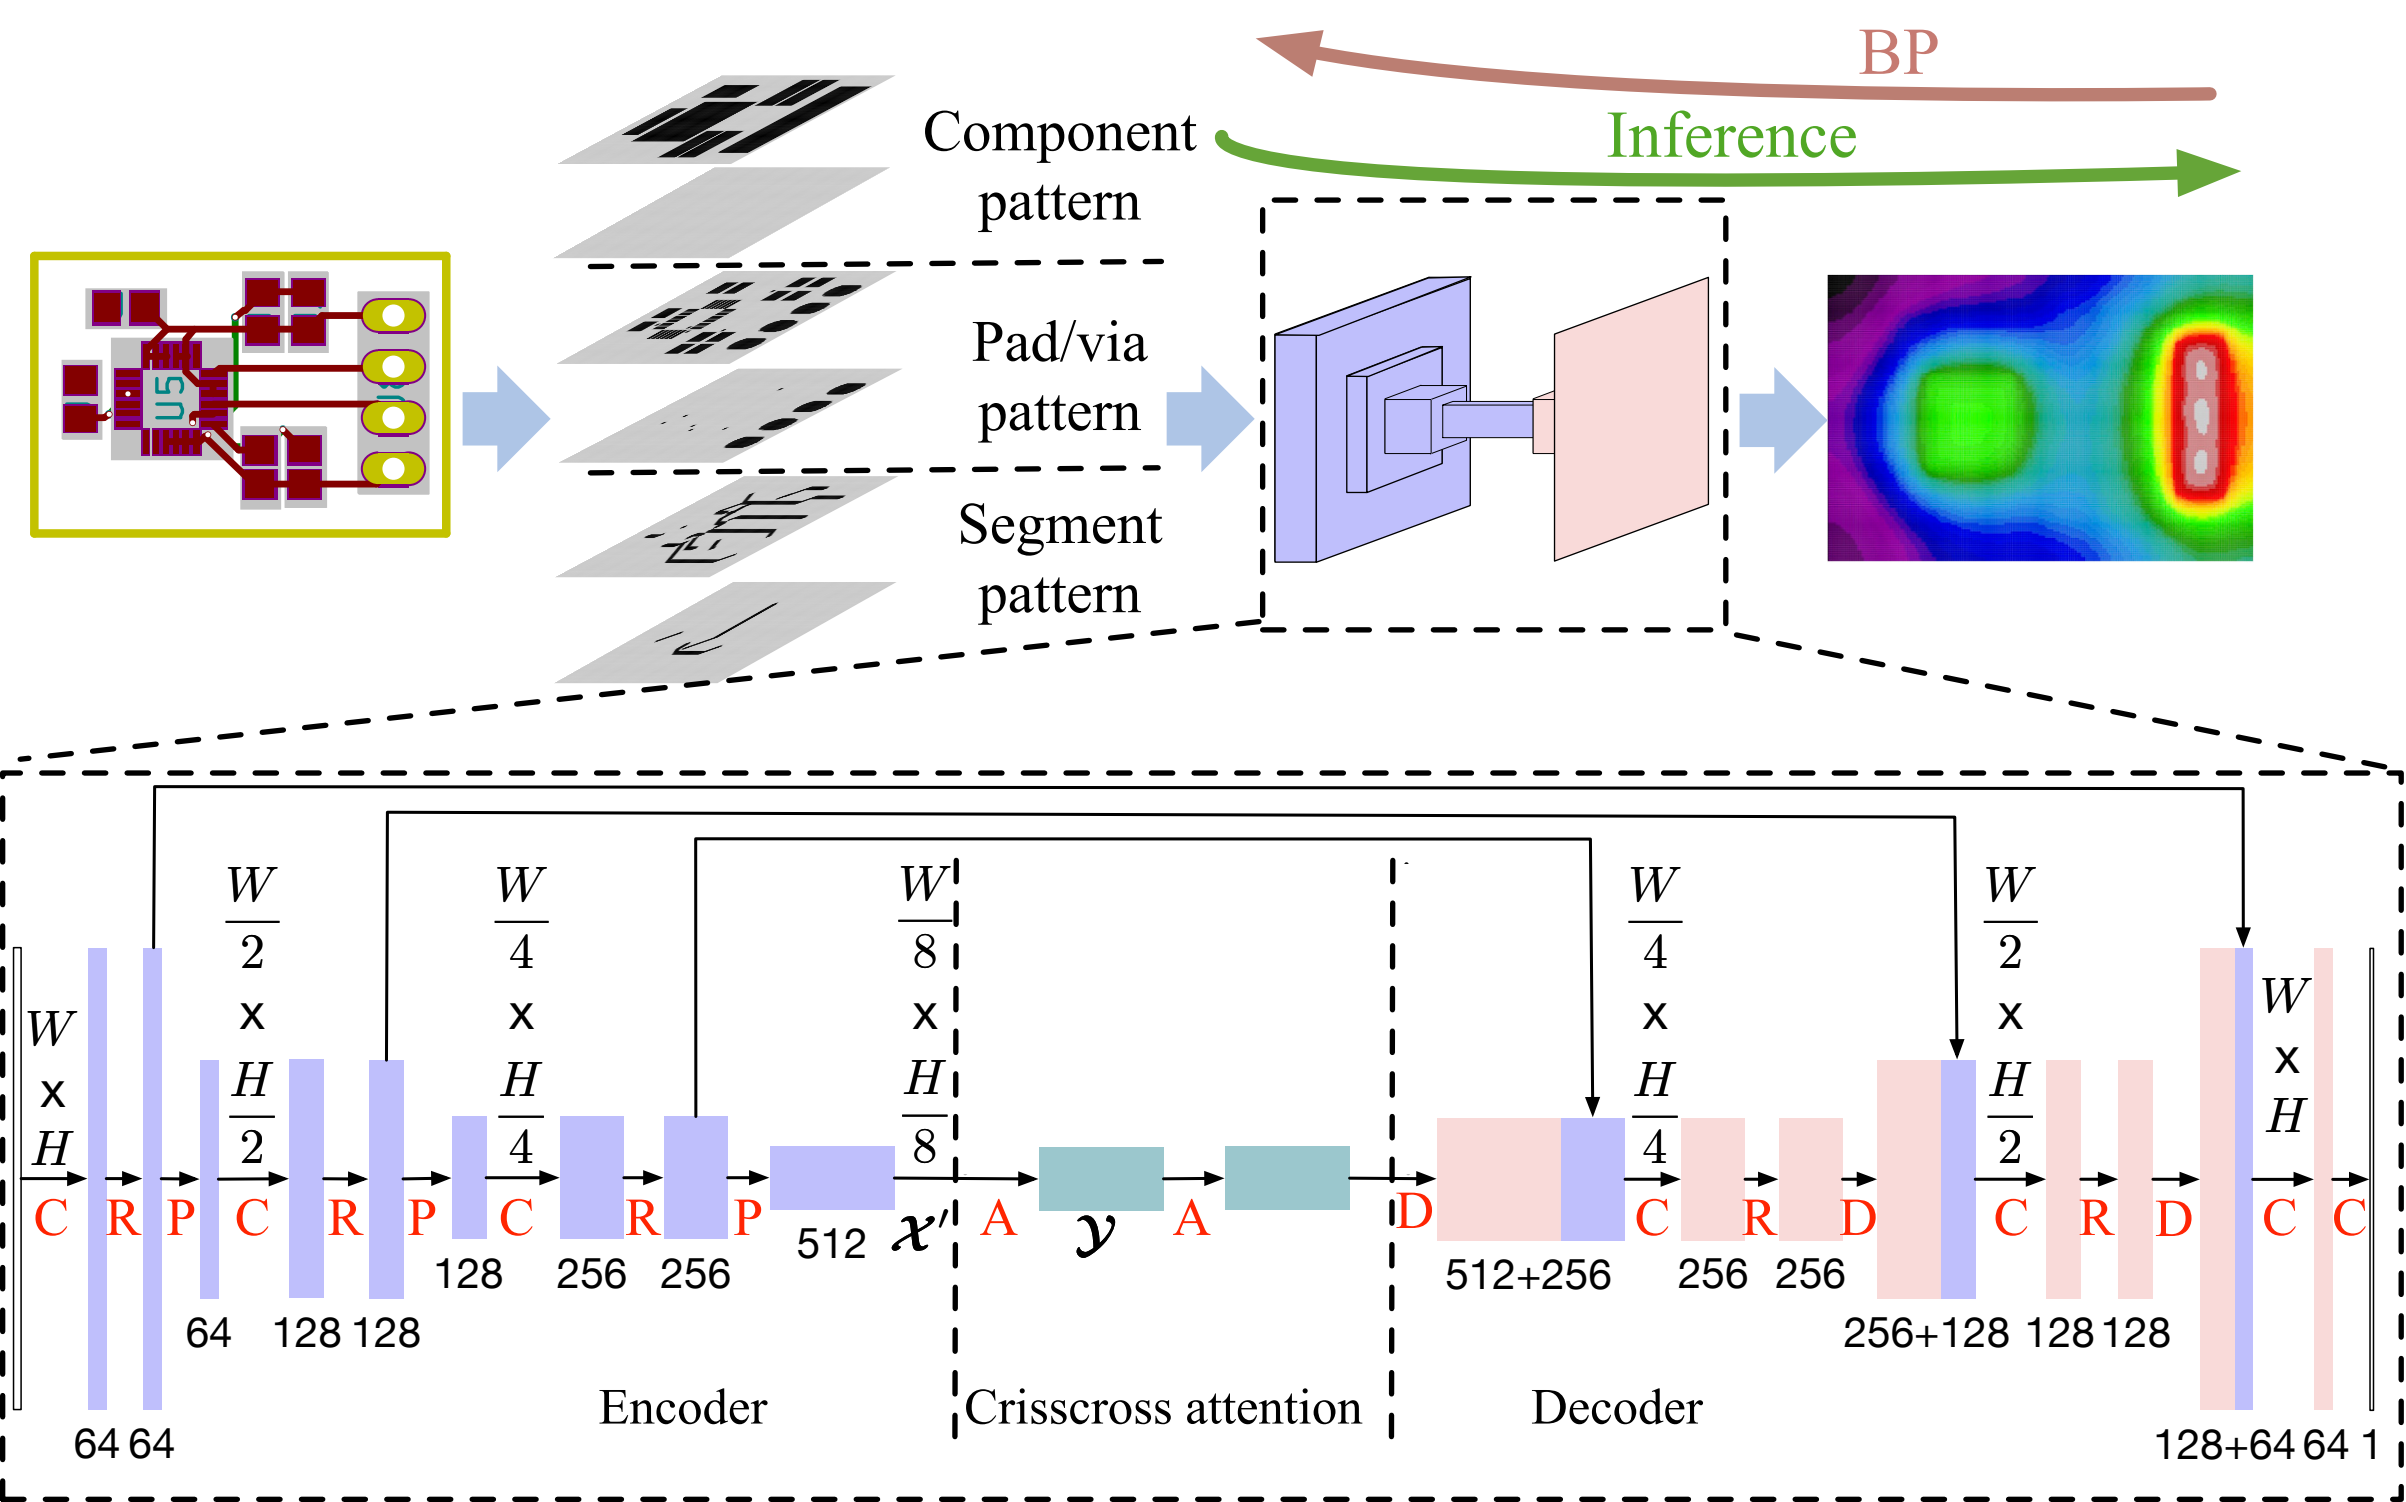 BP
Inference
Component
pattern
Pad/via
pattern
Segment
pattern
U5
W x H
W/2 x H/2
W/4 x H/4
W/8 x H/8
W/4 x H/4
W/2 x H/2
W x H
C R P C R P C R P A A D C R D C R D C C
x′ y
64 64 64 128 128 128 256 256 512
512+256 256 256 256+128 128 128 128+64 64 1
Encoder
Crisscross attention
Decoder